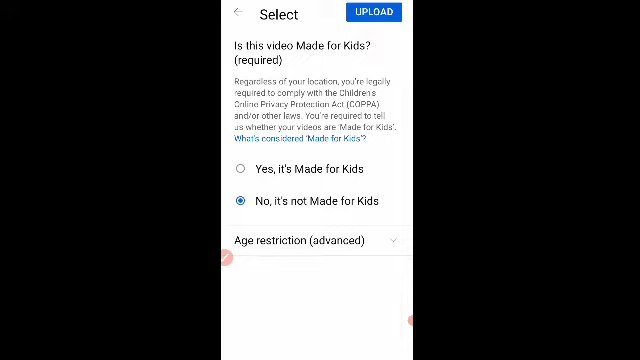 Select
UPLOAD
Is this video Made for Kids?
(required)
Regardless of your location, you're legally
required to comply with the Children's
Online Privacy Protection Act (COPPA)
and/or other laws. You're required to tell
us whether your videos are 'Made for Kids'.
What's considered 'Made for Kids'?
Yes, it's Made for Kids
No, it's not Made for Kids
Age restriction (advanced)